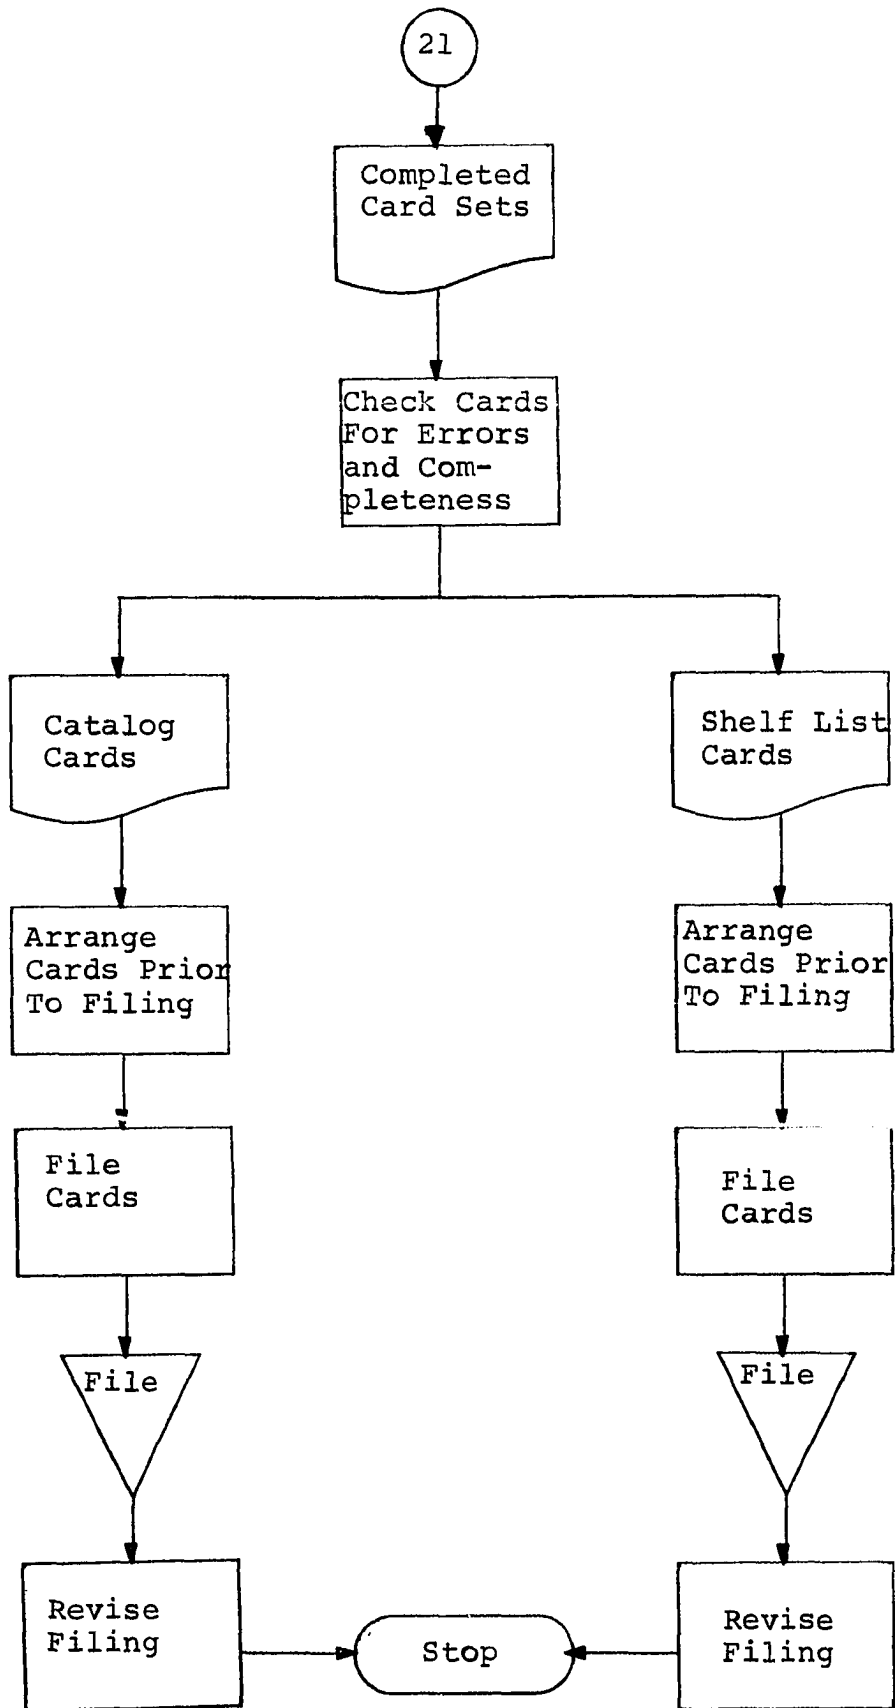 21
Completed
Card Sets
Check Cards
For Errors
and Com-
pleteness
Catalog
Cards
Shelf List
Cards
Arrange
Cards Prior
To Filing
Arrange
Cards Prior
To Filing
File
Cards
File
Cards
File
File
Revise
Filing
Stop
Revise
Filing